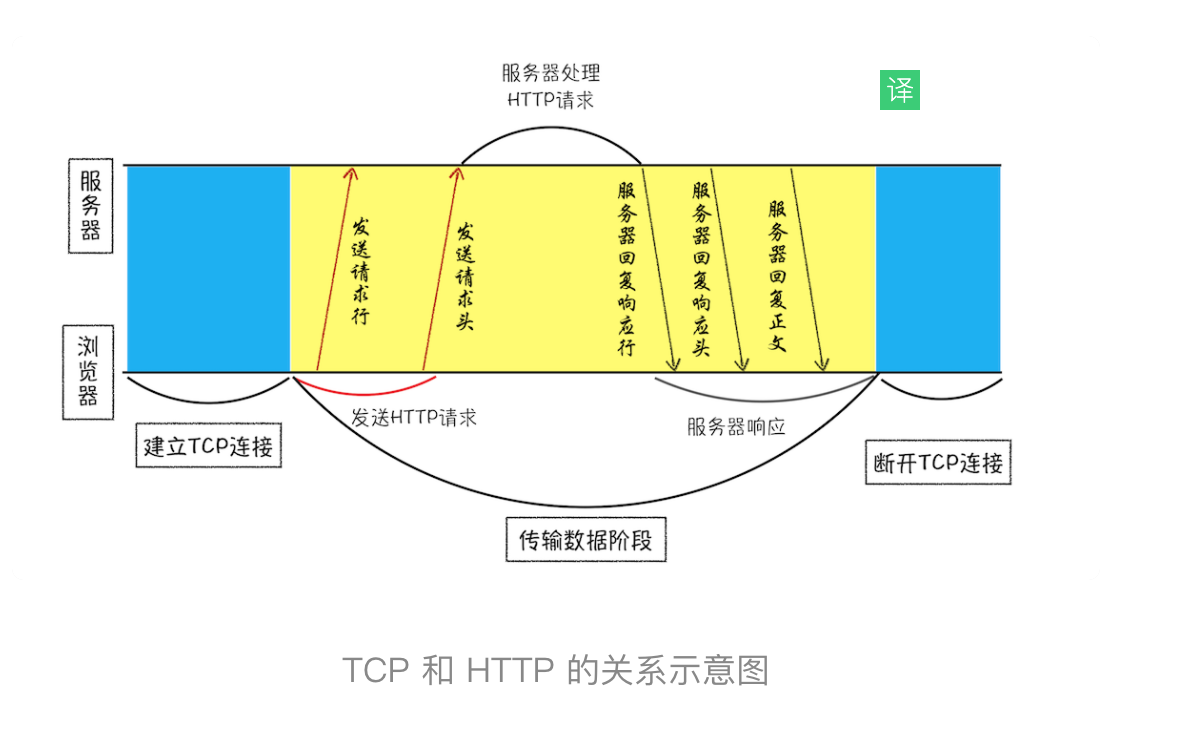 服务器处理
HTTP请求
译
服务器
发送请求行
发送请求头
服务器回复响应行
服务器回复响应头
服务器回复正文
浏览器
发送HTTP请求
服务器响应
建立TCP连接
断开TCP连接
传输数据阶段
TCP 和 HTTP 的关系示意图